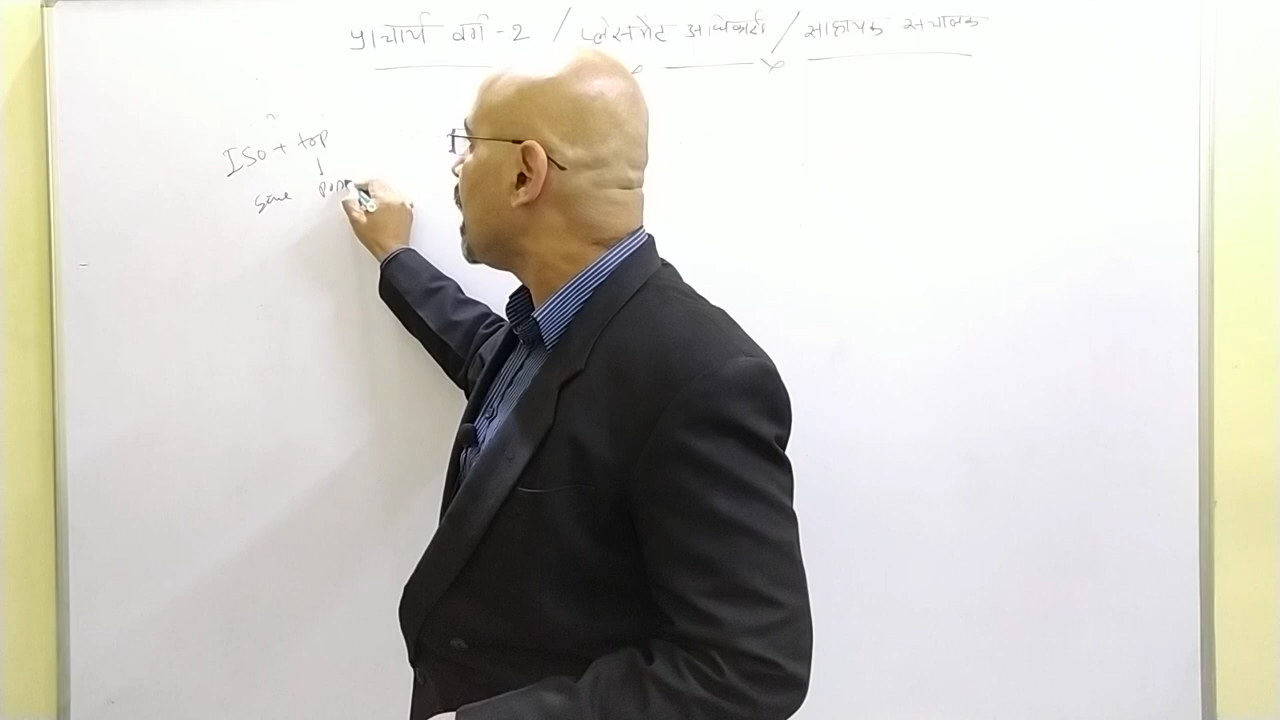 प्राचार्य वर्ग - 2 / प्लेसमेंट अधिकारी / सहायक संचालक
ISO + top